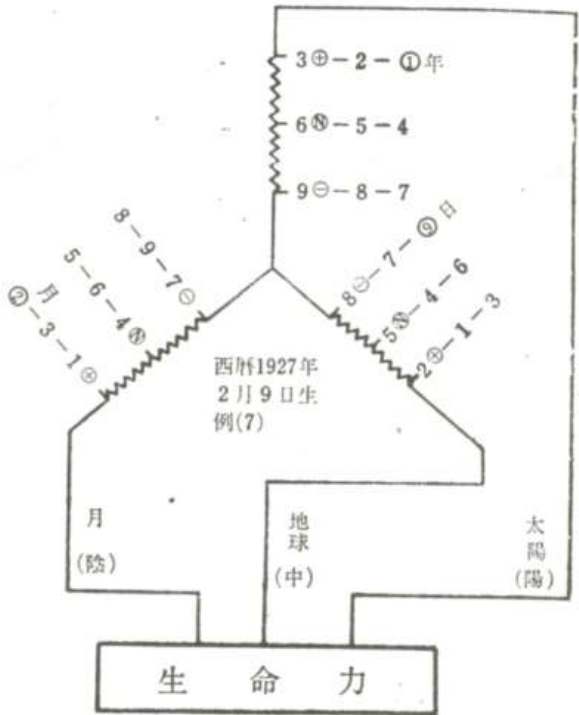 3⊕-2-①年
6Ⓝ-5-4
9⊖-8-7
8-9-7⊖
5-6-4Ⓝ
②月-3-1⊕
8⊖-7-⑨日
5Ⓝ-4-6
2⊕-1-3
西暦1927年
2月9日生
例(7)
月
(陰)
地球
(中)
太陽
(陽)
生命力